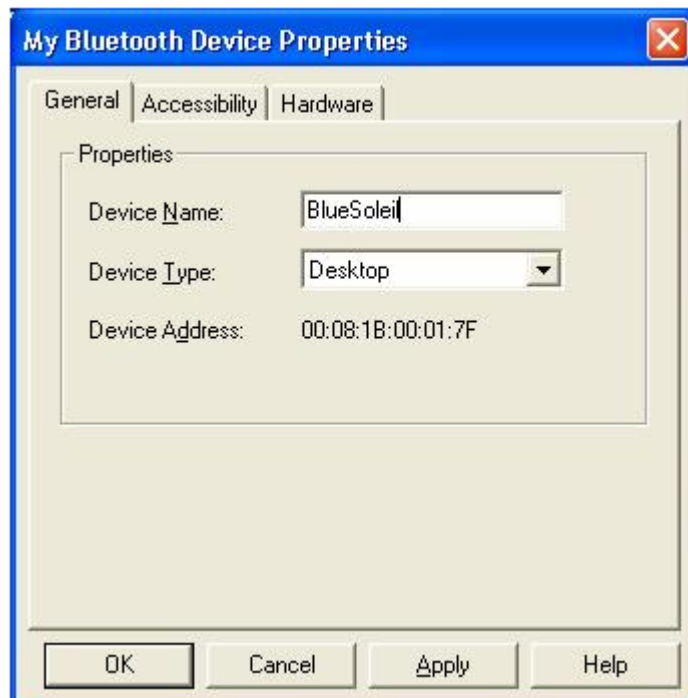 My Bluetooth Device Properties
General Accessibility Hardware
Properties
Device Name: BlueSoleil
Device Type: Desktop
Device Address: 00:08:1B:00:01:7F
OK Cancel Apply Help